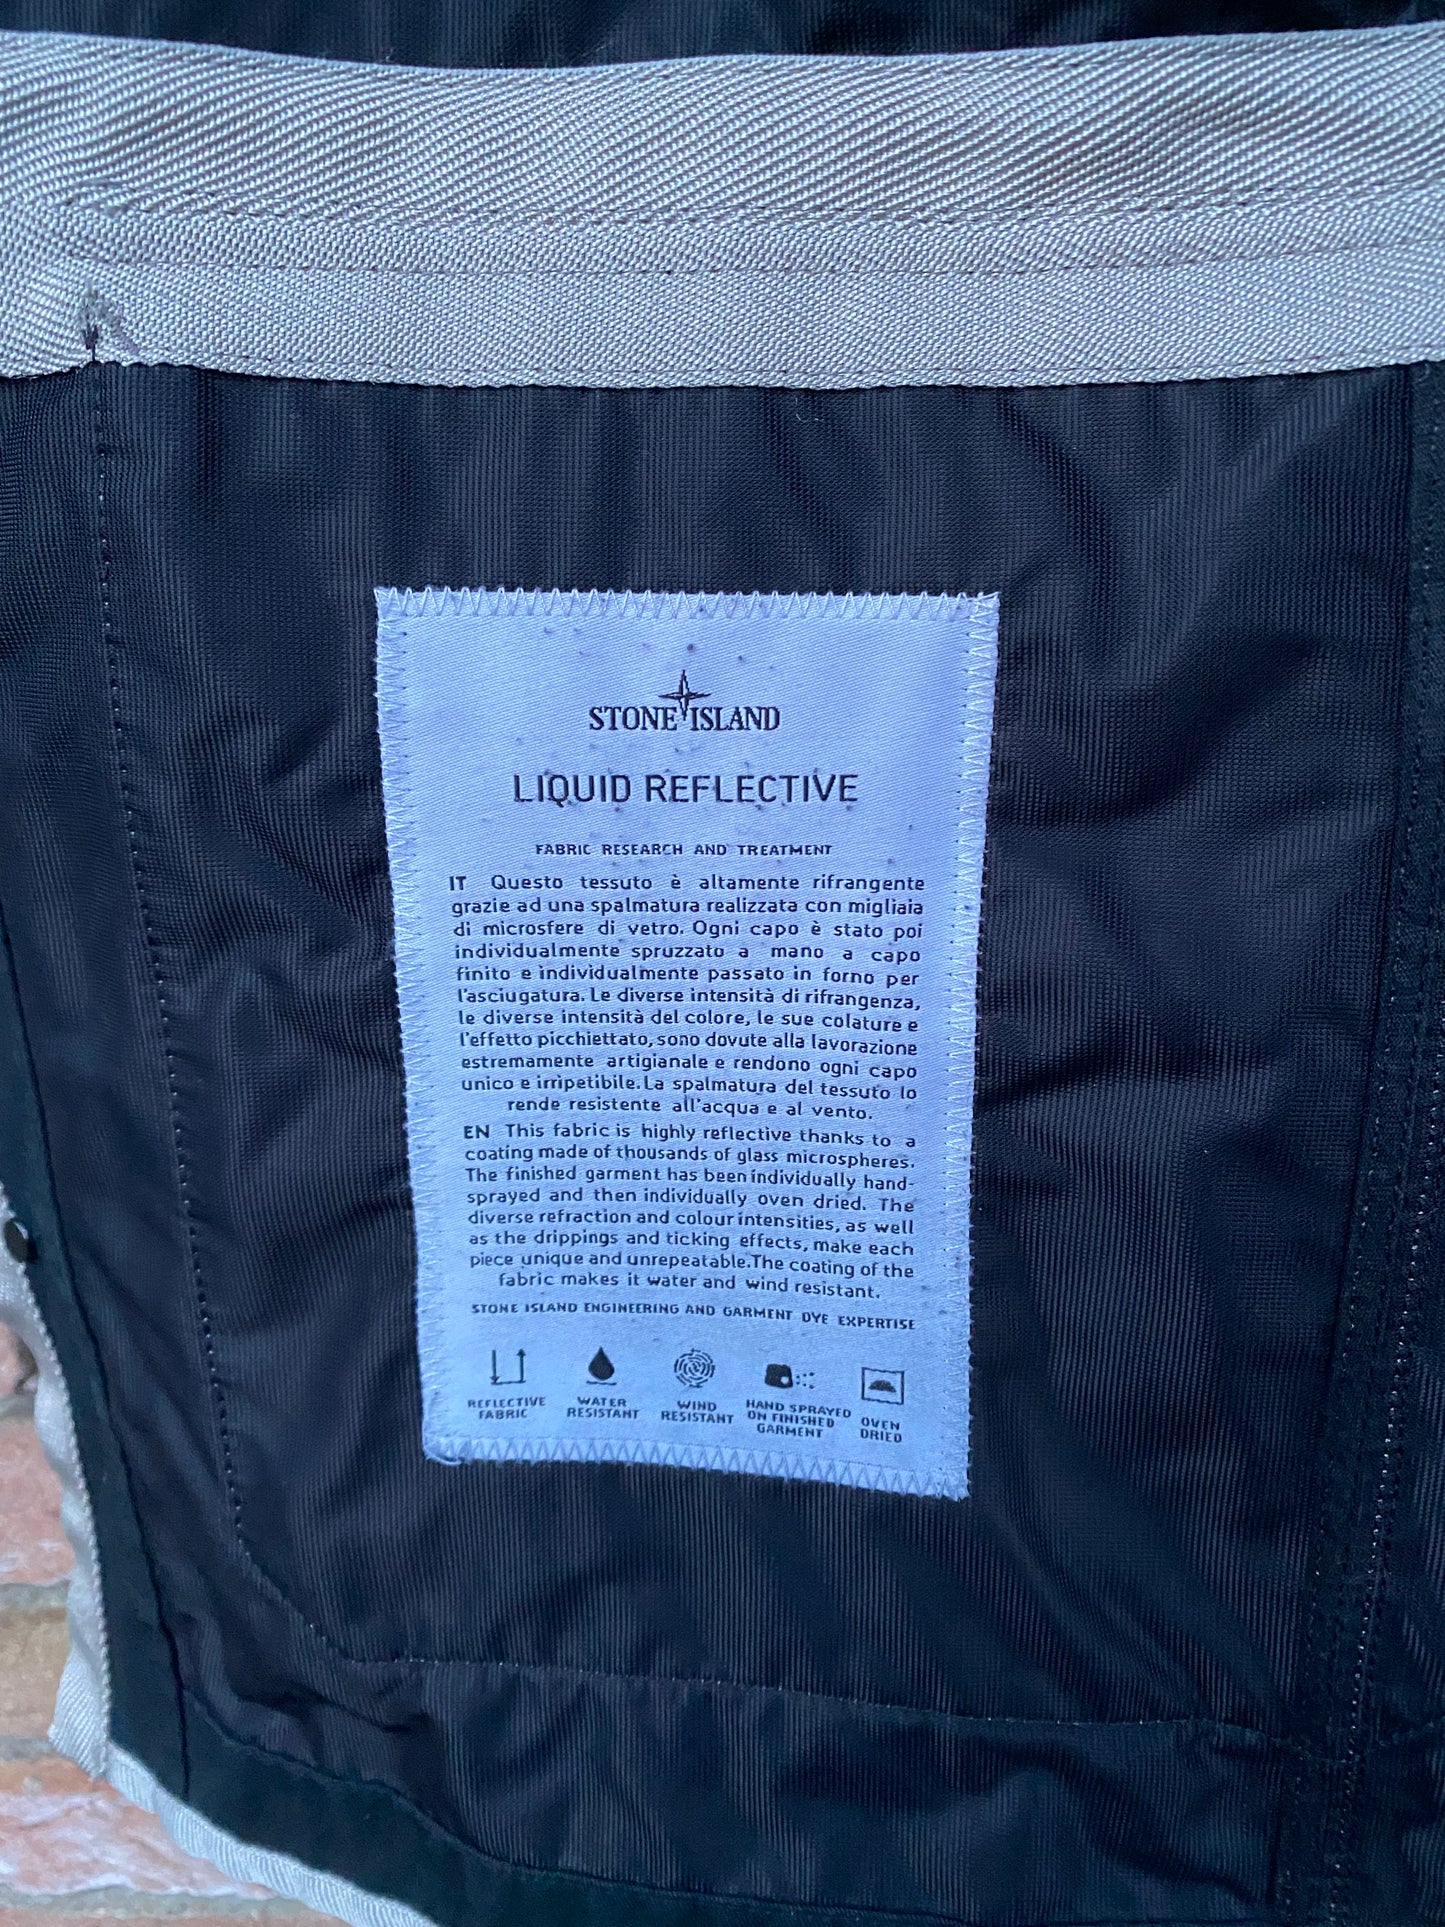 STONE ISLAND
LIQUID REFLECTIVE
FABRIC RESEARCH AND TREATMENT
IT Questo tessuto è altamente rifrangente
grazie ad una spalmatura realizzata con migliaia
di microsfere di vetro. Ogni capo è stato poi
individualmente spruzzato a mano a capo
finito e individualmente passato in forno per
l'asciugatura. Le diverse intensità di rifrangenza,
le diverse intensità del colore, le sue colature e
l'effetto picchiettato, sono dovute alla lavorazione
estremamente artigianale e rendono ogni capo
unico e irripetibile. La spalmatura del tessuto lo
rende resistente all'acqua e al vento.
EN This fabric is highly reflective thanks to a
coating made of thousands of glass microspheres.
The finished garment has been individually hand-
sprayed and then individually oven dried. The
diverse refraction and colour intensities, as well
as the drippings and ticking effects, make each
piece unique and unrepeatable. The coating of the
fabric makes it water and wind resistant.
STONE ISLAND ENGINEERING AND GARMENT DYE EXPERTISE
REFLECTIVE
FABRIC
WATER
RESISTANT
WIND
RESISTANT
HAND SPRAYED
ON FINISHED
GARMENT
OVEN
DRIED